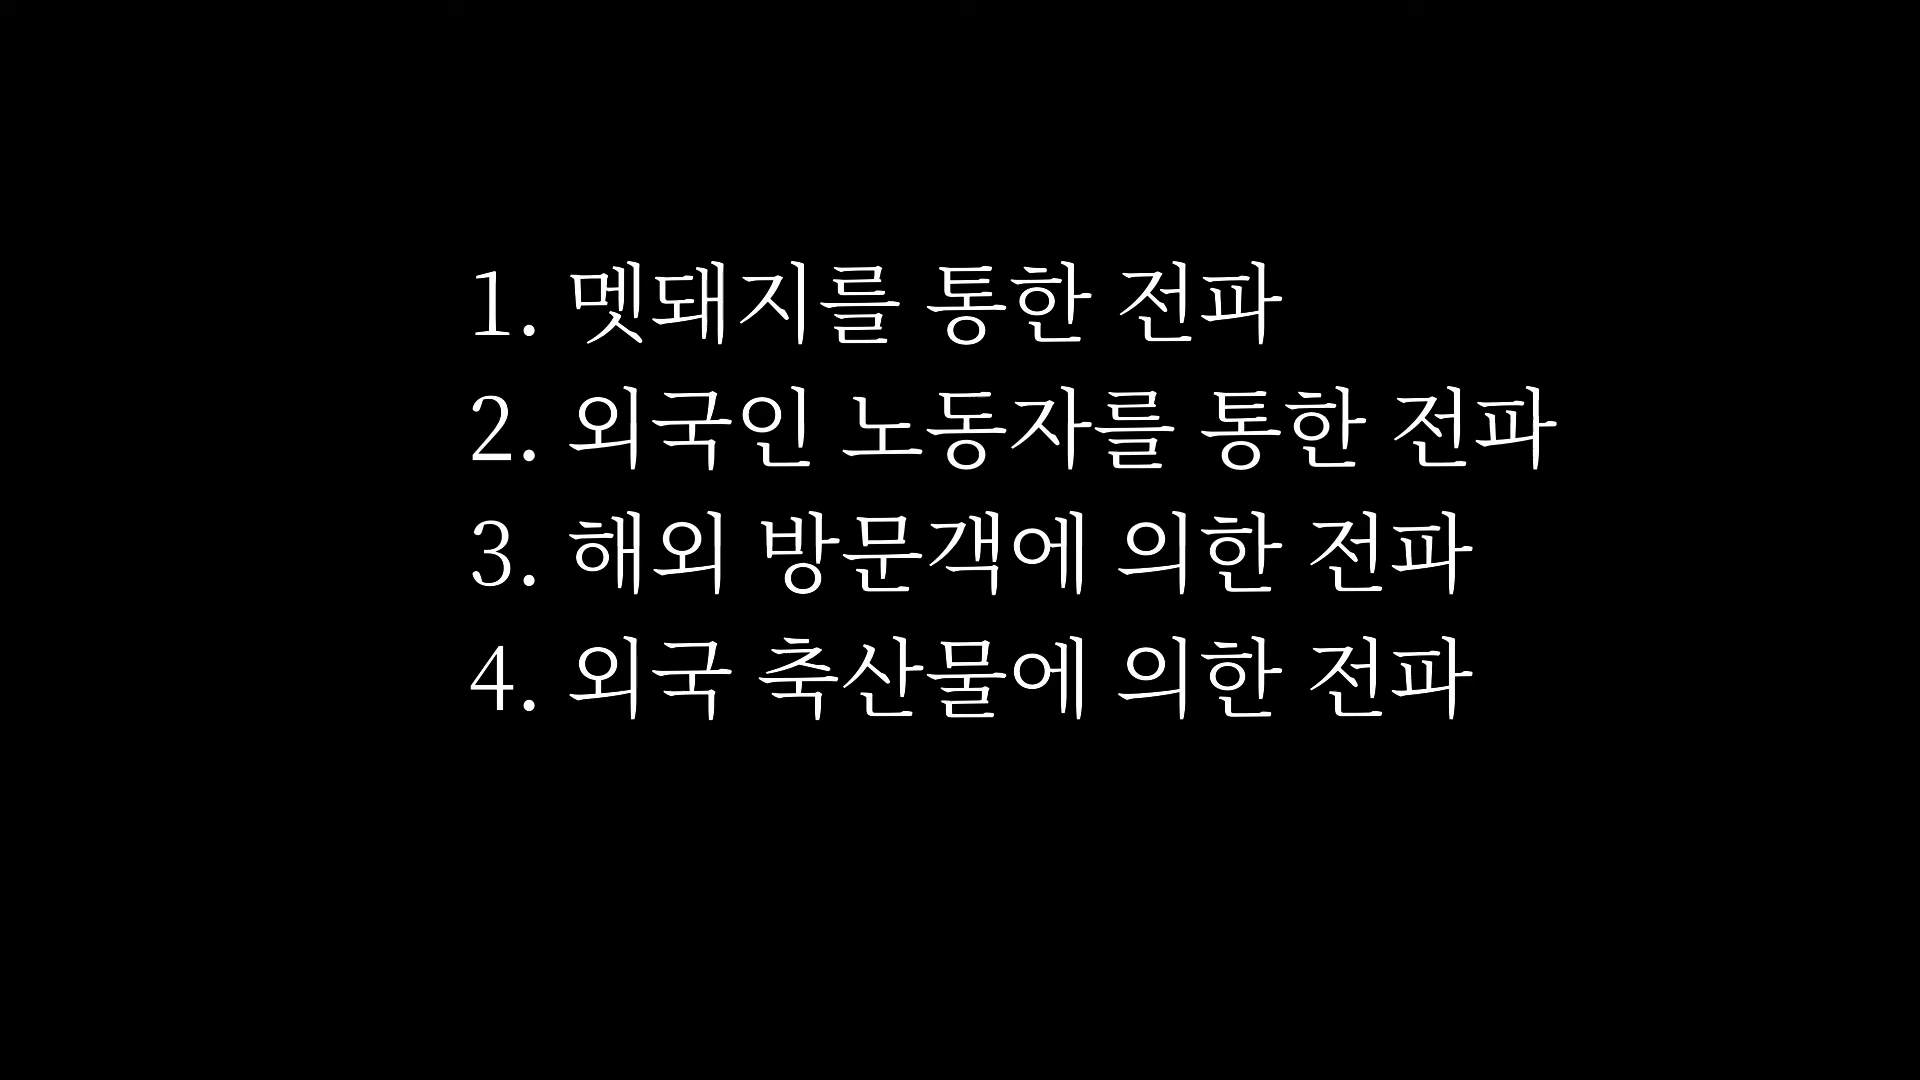 1. 멧돼지를 통한 전파
2. 외국인 노동자를 통한 전파
3. 해외 방문객에 의한 전파
4. 외국 축산물에 의한 전파